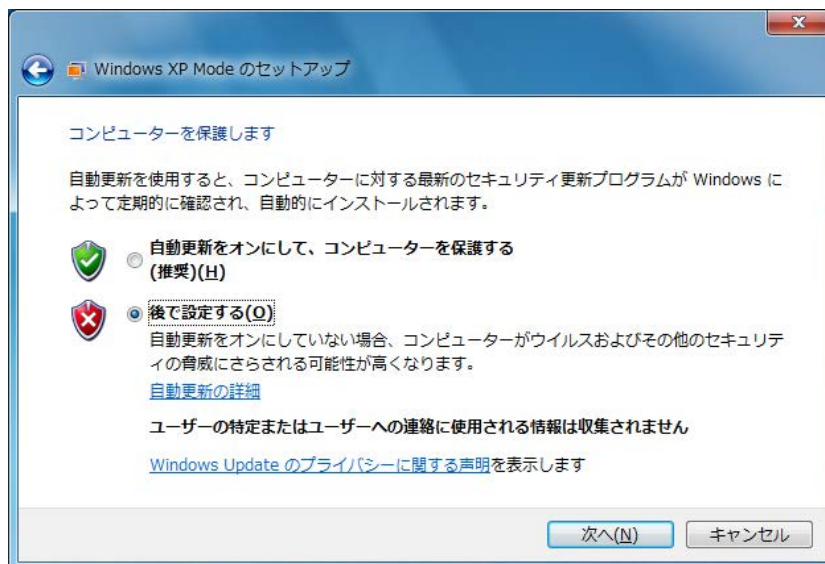 Windows XP Mode のセットアップ
コンピューターを保護します
自動更新を使用すると、コンピューターに対する最新のセキュリティ更新プログラムが Windows に
よって定期的に確認され、自動的にインストールされます。
自動更新をオンにして、コンピューターを保護する
(推奨)(H)
後で設定する(O)
自動更新をオンにしていない場合、コンピューターがウイルスおよびその他のセキュリテ
ィの脅威にさらされる可能性が高くなります。
自動更新の詳細
ユーザーの特定またはユーザーへの連絡に使用される情報は収集されません
Windows Update のプライバシーに関する声明を表示します
次へ(N)
キャンセル